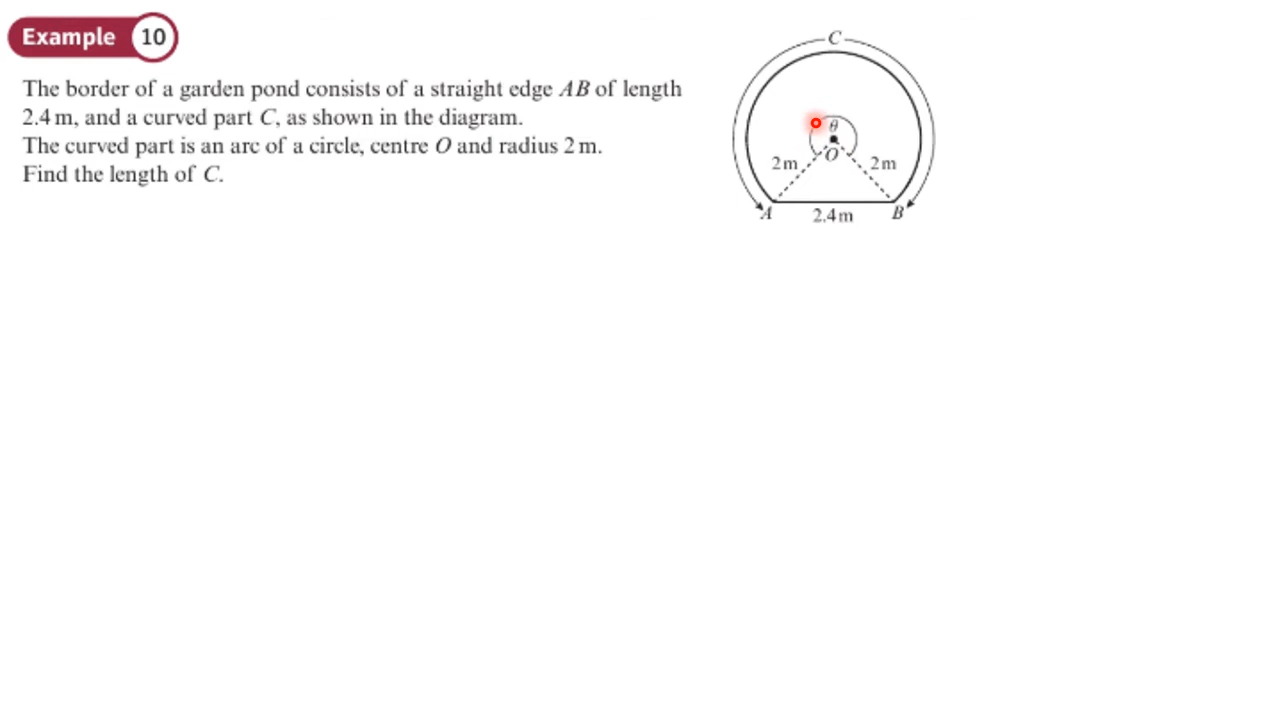 Example 10
The border of a garden pond consists of a straight edge AB of length
2.4 m, and a curved part C, as shown in the diagram.
The curved part is an arc of a circle, centre O and radius 2 m.
Find the length of C.
C
θ
O
2 m
2 m
A
2.4 m
B